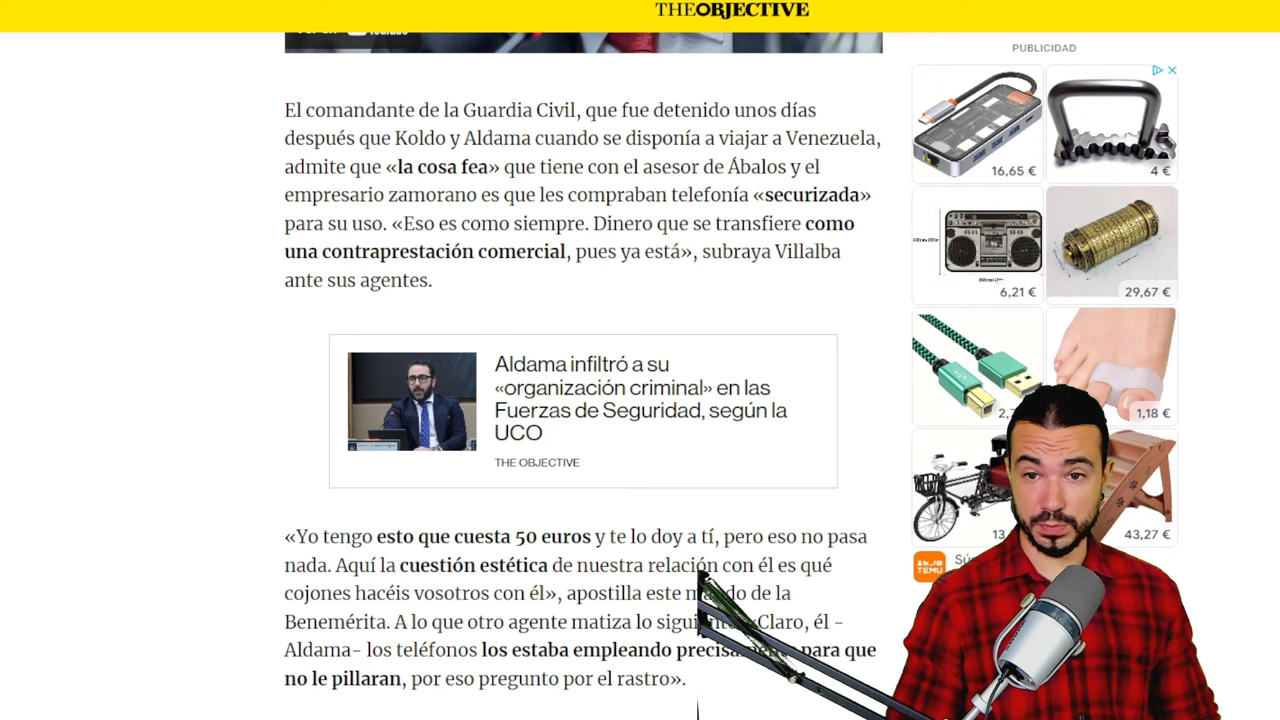 THEOBJECTIVE
PUBLICIDAD
El comandante de la Guardia Civil, que fue detenido unos días
después que Koldo y Aldama cuando se disponía a viajar a Venezuela,
admite que «la cosa fea» que tiene con el asesor de Ábalos y el
empresario zamorano es que les compraban telefonía «securizada»
para su uso. «Eso es como siempre. Dinero que se transfiere como
una contraprestación comercial, pues ya está», subraya Villalba
ante sus agentes.
Aldama infiltró a su
«organización criminal» en las
Fuerzas de Seguridad, según la
UCO
THE OBJECTIVE
«Yo tengo esto que cuesta 50 euros y te lo doy a tí, pero eso no pasa
nada. Aquí la cuestión estética de nuestra relación con él es qué
cojones hacéis vosotros con él», apostilla este de la
Benemérita. A lo que otro agente matiza lo «Claro, él -
Aldama- los teléfonos los estaba empleando para que
no le pillaran, por eso pregunto por el rastro».
16,65 €
4 €
6,21 €
29,67 €
1,18 €
43,27 €
TEMU